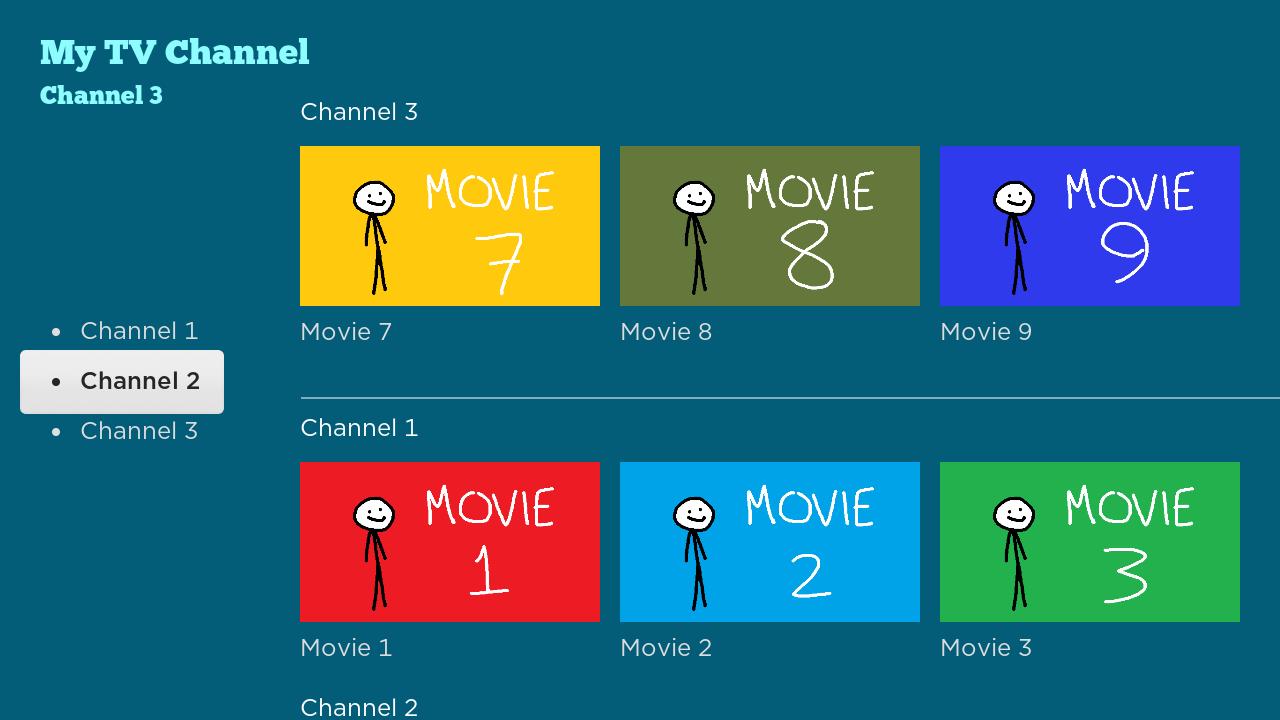 My TV Channel
Channel 3
• Channel 1
• Channel 2
• Channel 3
Channel 3
MOVIE 7
MOVIE 8
MOVIE 9
Movie 7
Movie 8
Movie 9
Channel 1
MOVIE 1
MOVIE 2
MOVIE 3
Movie 1
Movie 2
Movie 3
Channel 2